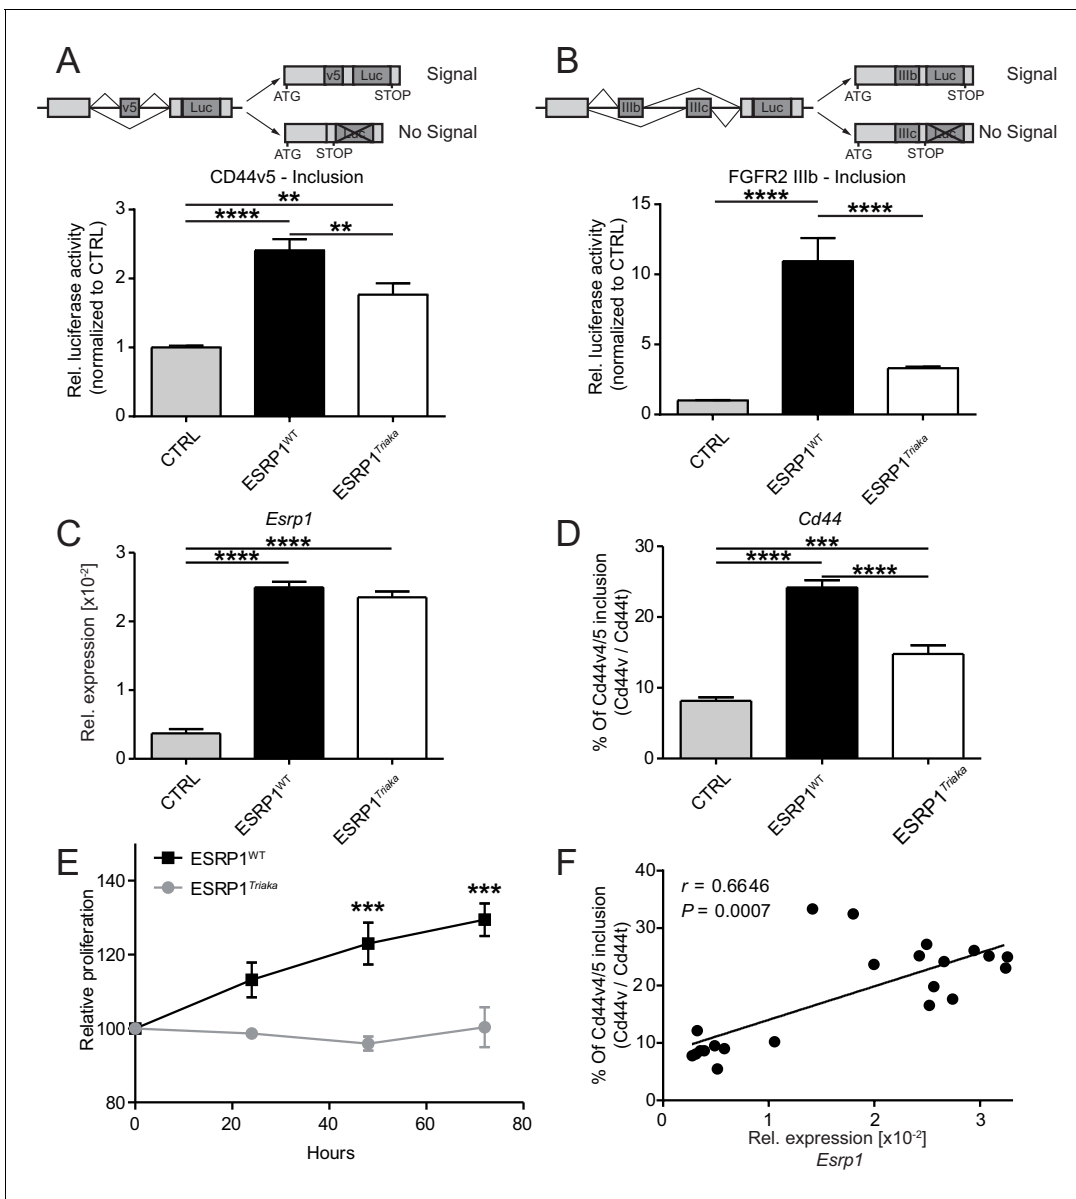 A
v5
Luc
v5
Luc
Signal
ATG
STOP
Luc
No Signal
ATG
STOP
CD44v5 - Inclusion
Rel. luciferase activity
(normalized to CTRL)
3
2
1
0
**
****
**
CTRL
ESRP1WT
ESRP1Triaka
B
IIIb
IIIc
Luc
IIIb
Luc
Signal
ATG
STOP
IIIc
Luc
No Signal
ATG
STOP
FGFR2 IIIb - Inclusion
Rel. luciferase activity
(normalized to CTRL)
15
10
5
0
****
****
CTRL
ESRP1WT
ESRP1Triaka
C
Esrp1
Rel. expression [x10-2]
3
2
1
0
****
****
CTRL
ESRP1WT
ESRP1Triaka
D
Cd44
% Of Cd44v4/5 inclusion
(Cd44v / Cd44t)
30
20
10
0
***
****
****
CTRL
ESRP1WT
ESRP1Triaka
E
ESRP1WT
ESRP1Triaka
Relative proliferation
140
120
100
80
***
***
0
20
40
60
80
Hours
F
r = 0.6646
P = 0.0007
% Of Cd44v4/5 inclusion
(Cd44v / Cd44t)
40
30
20
10
0
0
1
2
3
Rel. expression [x10-2]
Esrp1